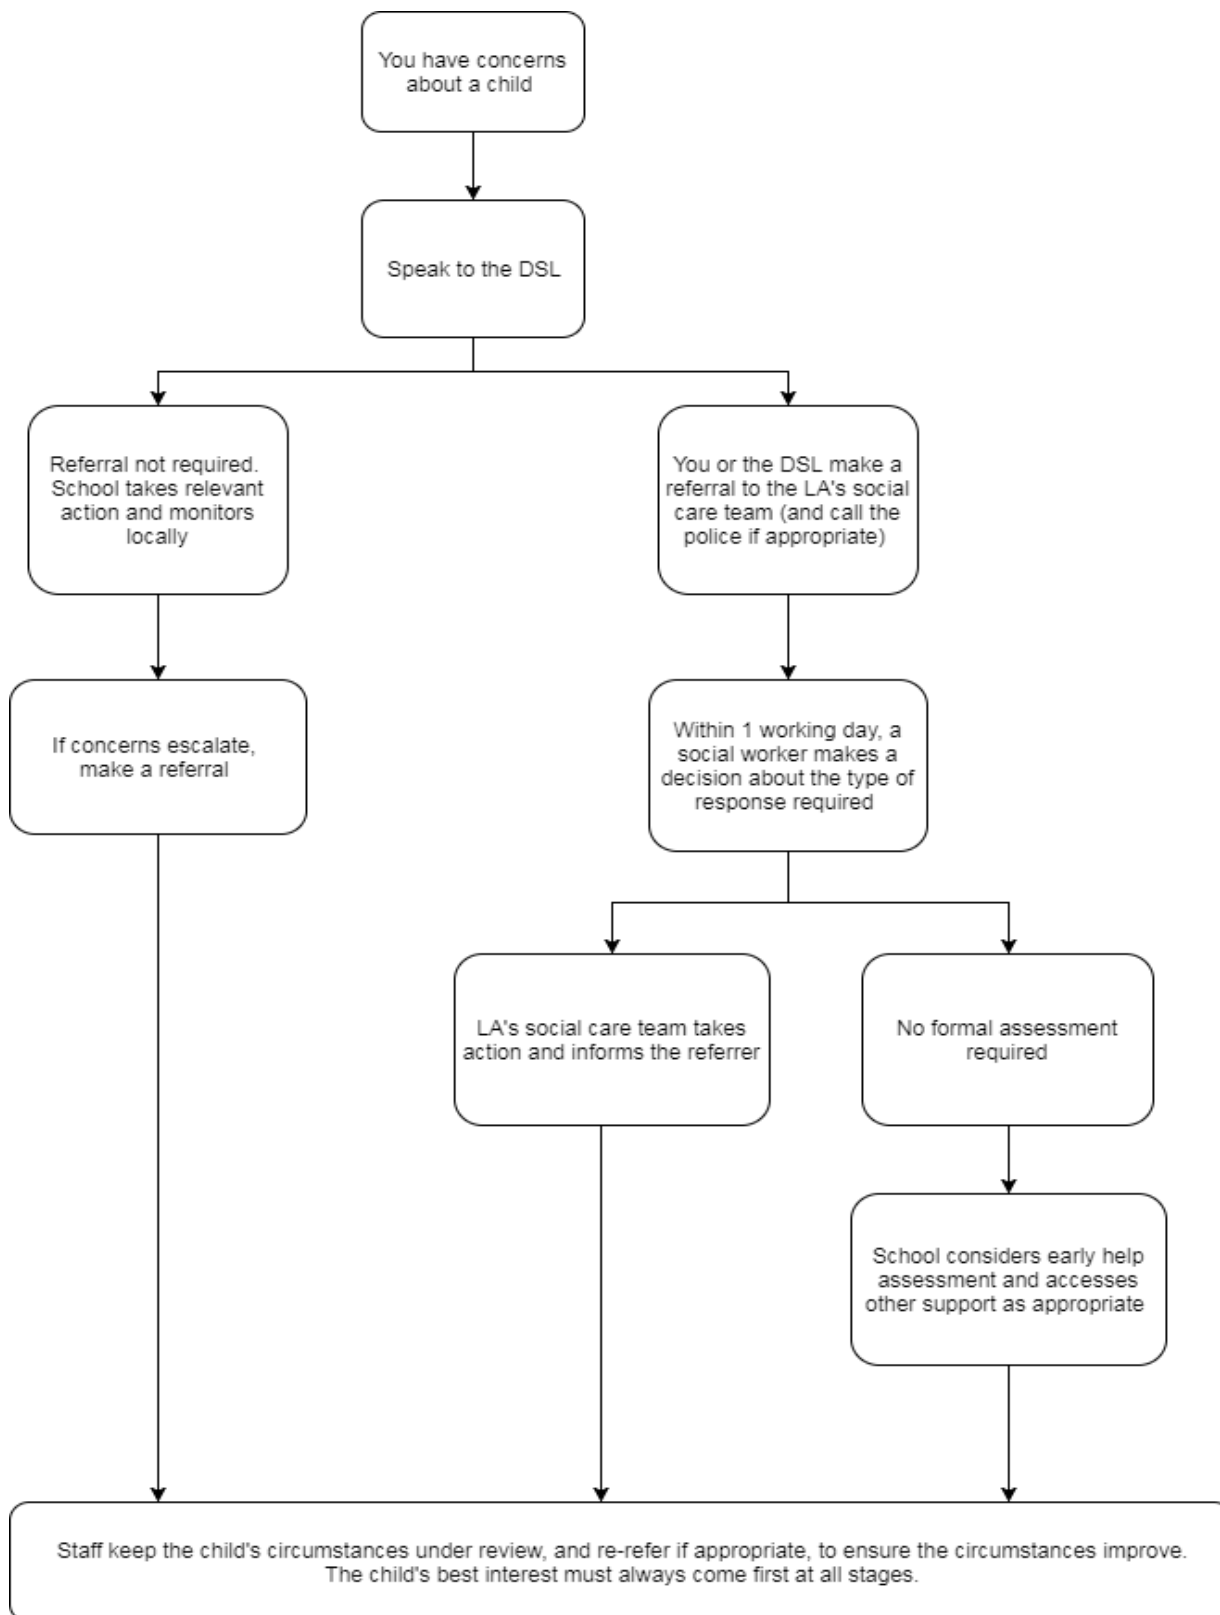 You have concerns
about a child
Speak to the DSL
Referral not required.
School takes relevant
action and monitors
locally
You or the DSL make a
referral to the LA's social
care team (and call the
police if appropriate)
If concerns escalate,
make a referral
Within 1 working day, a
social worker makes a
decision about the type of
response required
LA's social care team takes
action and informs the referrer
No formal assessment
required
School considers early help
assessment and accesses
other support as appropriate
Staff keep the child's circumstances under review, and re-refer if appropriate, to ensure the circumstances improve.
The child's best interest must always come first at all stages.